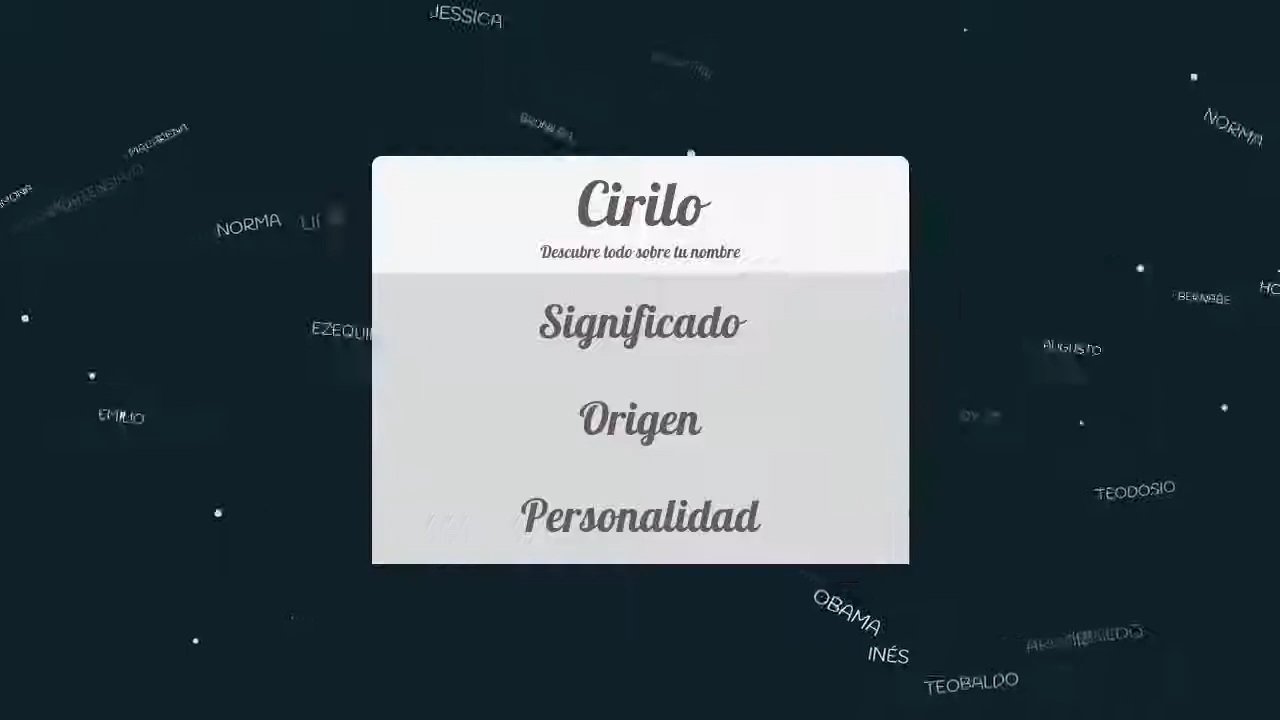 JESSICA
NORMA
MACARENA
NORMA
Cirilo
Descubre todo sobre tu nombre
BERNABE
Significado
AUGUSTO
EMILIO
Origen
TEODOSIO
Personalidad
OBAMA
INÉS
TEOBALDO